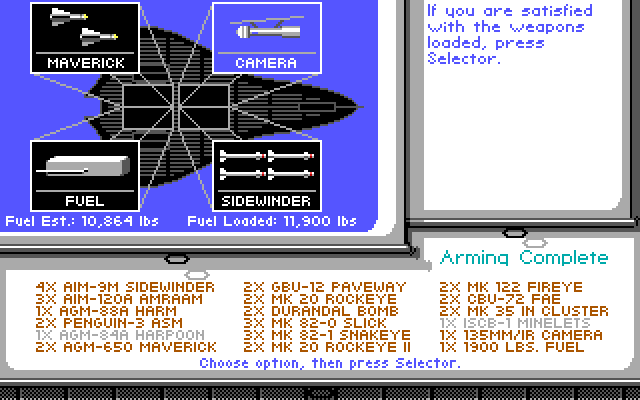 If you are satisfied
with the weapons
loaded, press
Selector.
MAVERICK
CAMERA
FUEL
SIDEWINDER
Fuel Est.: 10,864 lbs
Fuel Loaded: 11,900 lbs
Arming Complete
4X AIM-9M SIDEWINDER
3X AIM-120A AMRAAM
1X AGM-88A HARM
2X PENGUIN-3 ASM
1X AGM-84A HARPOON
2X AGM-65D MAVERICK
2X GBU-12 PAVEWAY
2X MK 20 ROCKEYE
2X DURANDAL BOMB
3X MK 82-0 SLICK
3X MK 82-1 SNAKEYE
2X MK 20 ROCKEYE II
2X MK 122 FIREYE
2X CBU-72 FAE
2X MK 35 IN CLUSTER
1X ISCB-1 MINELETS
1X 135MM/IR CAMERA
1X 1900 LBS. FUEL
Choose option, then press Selector.